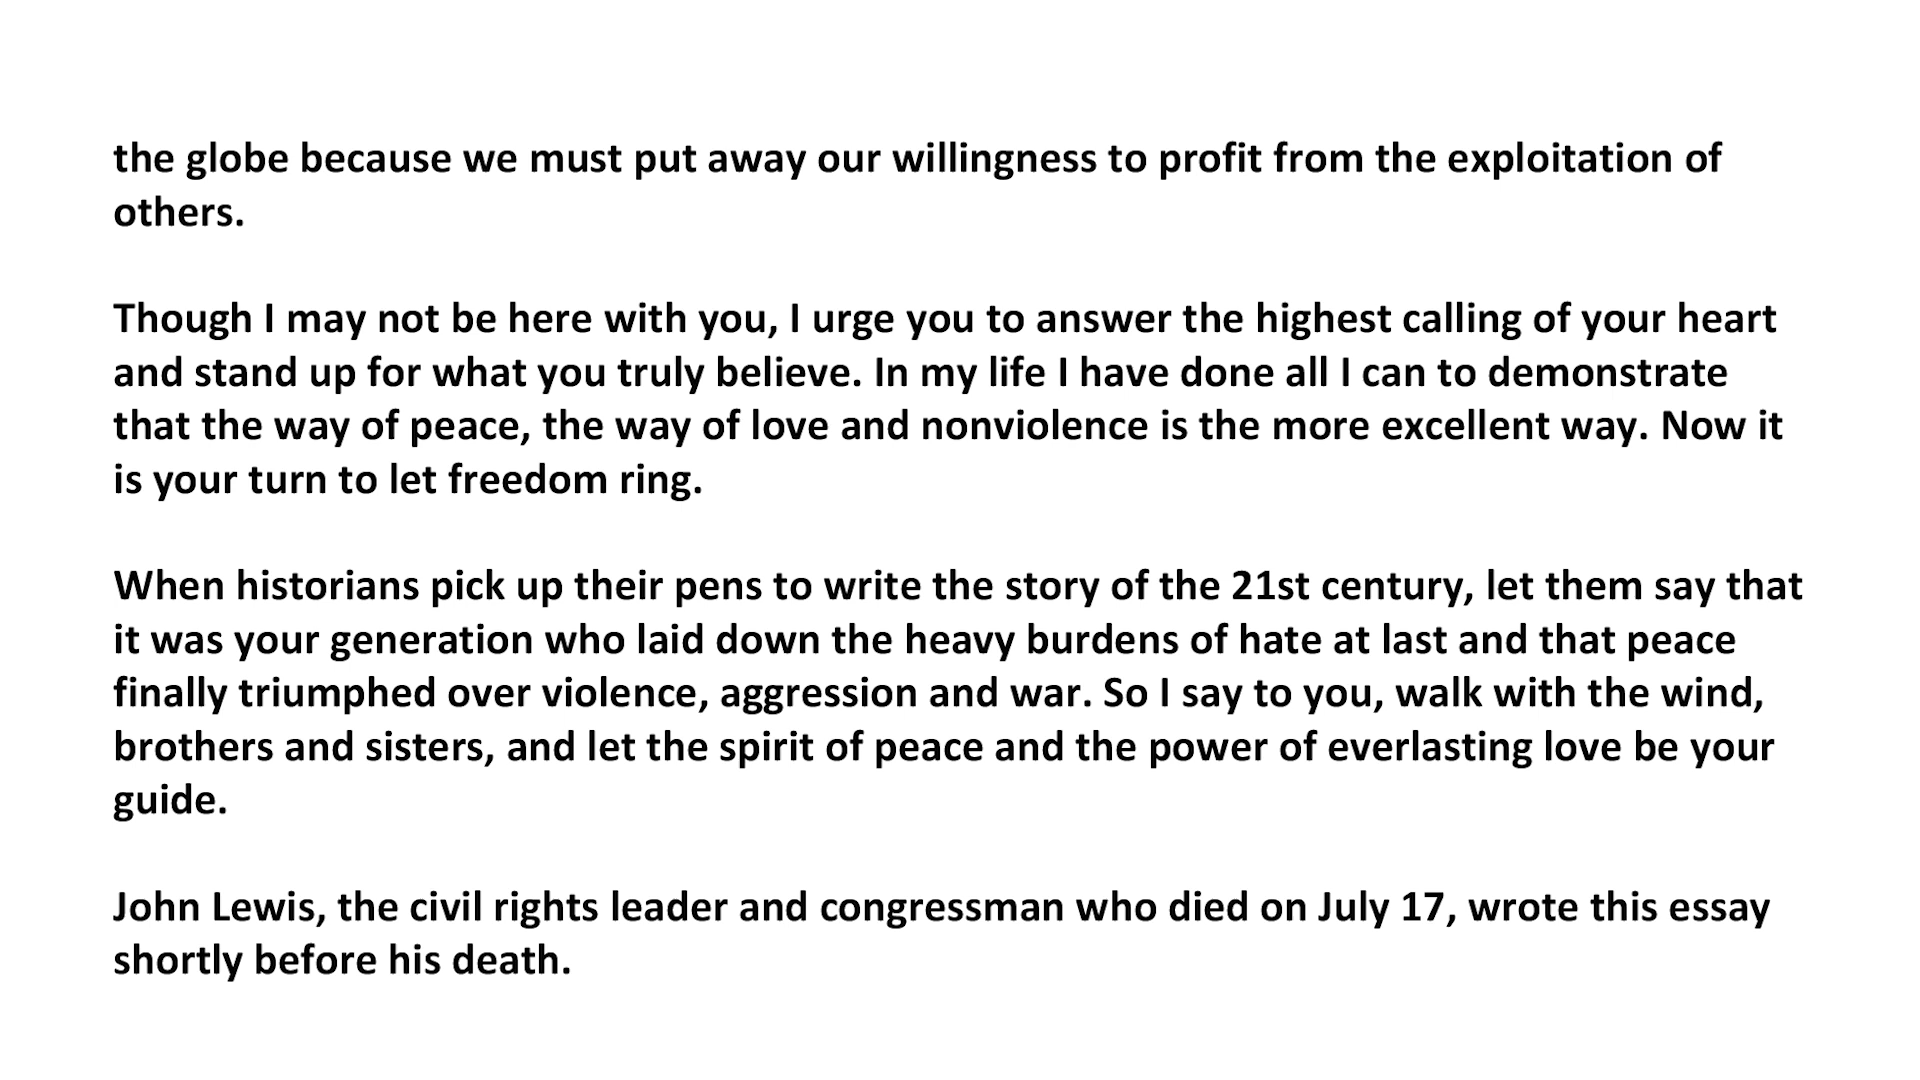 the globe because we must put away our willingness to profit from the exploitation of
others.
Though I may not be here with you, I urge you to answer the highest calling of your heart
and stand up for what you truly believe. In my life I have done all I can to demonstrate
that the way of peace, the way of love and nonviolence is the more excellent way. Now it
is your turn to let freedom ring.
When historians pick up their pens to write the story of the 21st century, let them say that
it was your generation who laid down the heavy burdens of hate at last and that peace
finally triumphed over violence, aggression and war. So I say to you, walk with the wind,
brothers and sisters, and let the spirit of peace and the power of everlasting love be your
guide.
John Lewis, the civil rights leader and congressman who died on July 17, wrote this essay
shortly before his death.